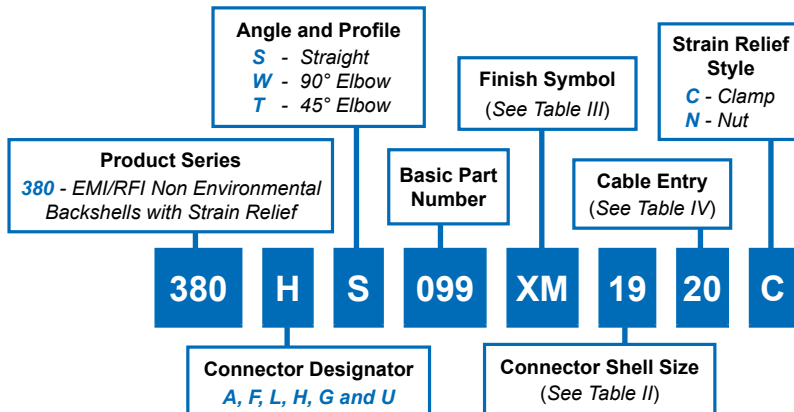 Angle and Profile
S - Straight
W - 90° Elbow
T - 45° Elbow
Strain Relief
Style
C - Clamp
N - Nut
Finish Symbol
(See Table III)
Product Series
380 - EMI/RFI Non Environmental
Backshells with Strain Relief
Basic Part
Number
Cable Entry
(See Table IV)
380 H S 099 XM 19 20 C
Connector Designator
A, F, L, H, G and U
Connector Shell Size
(See Table II)